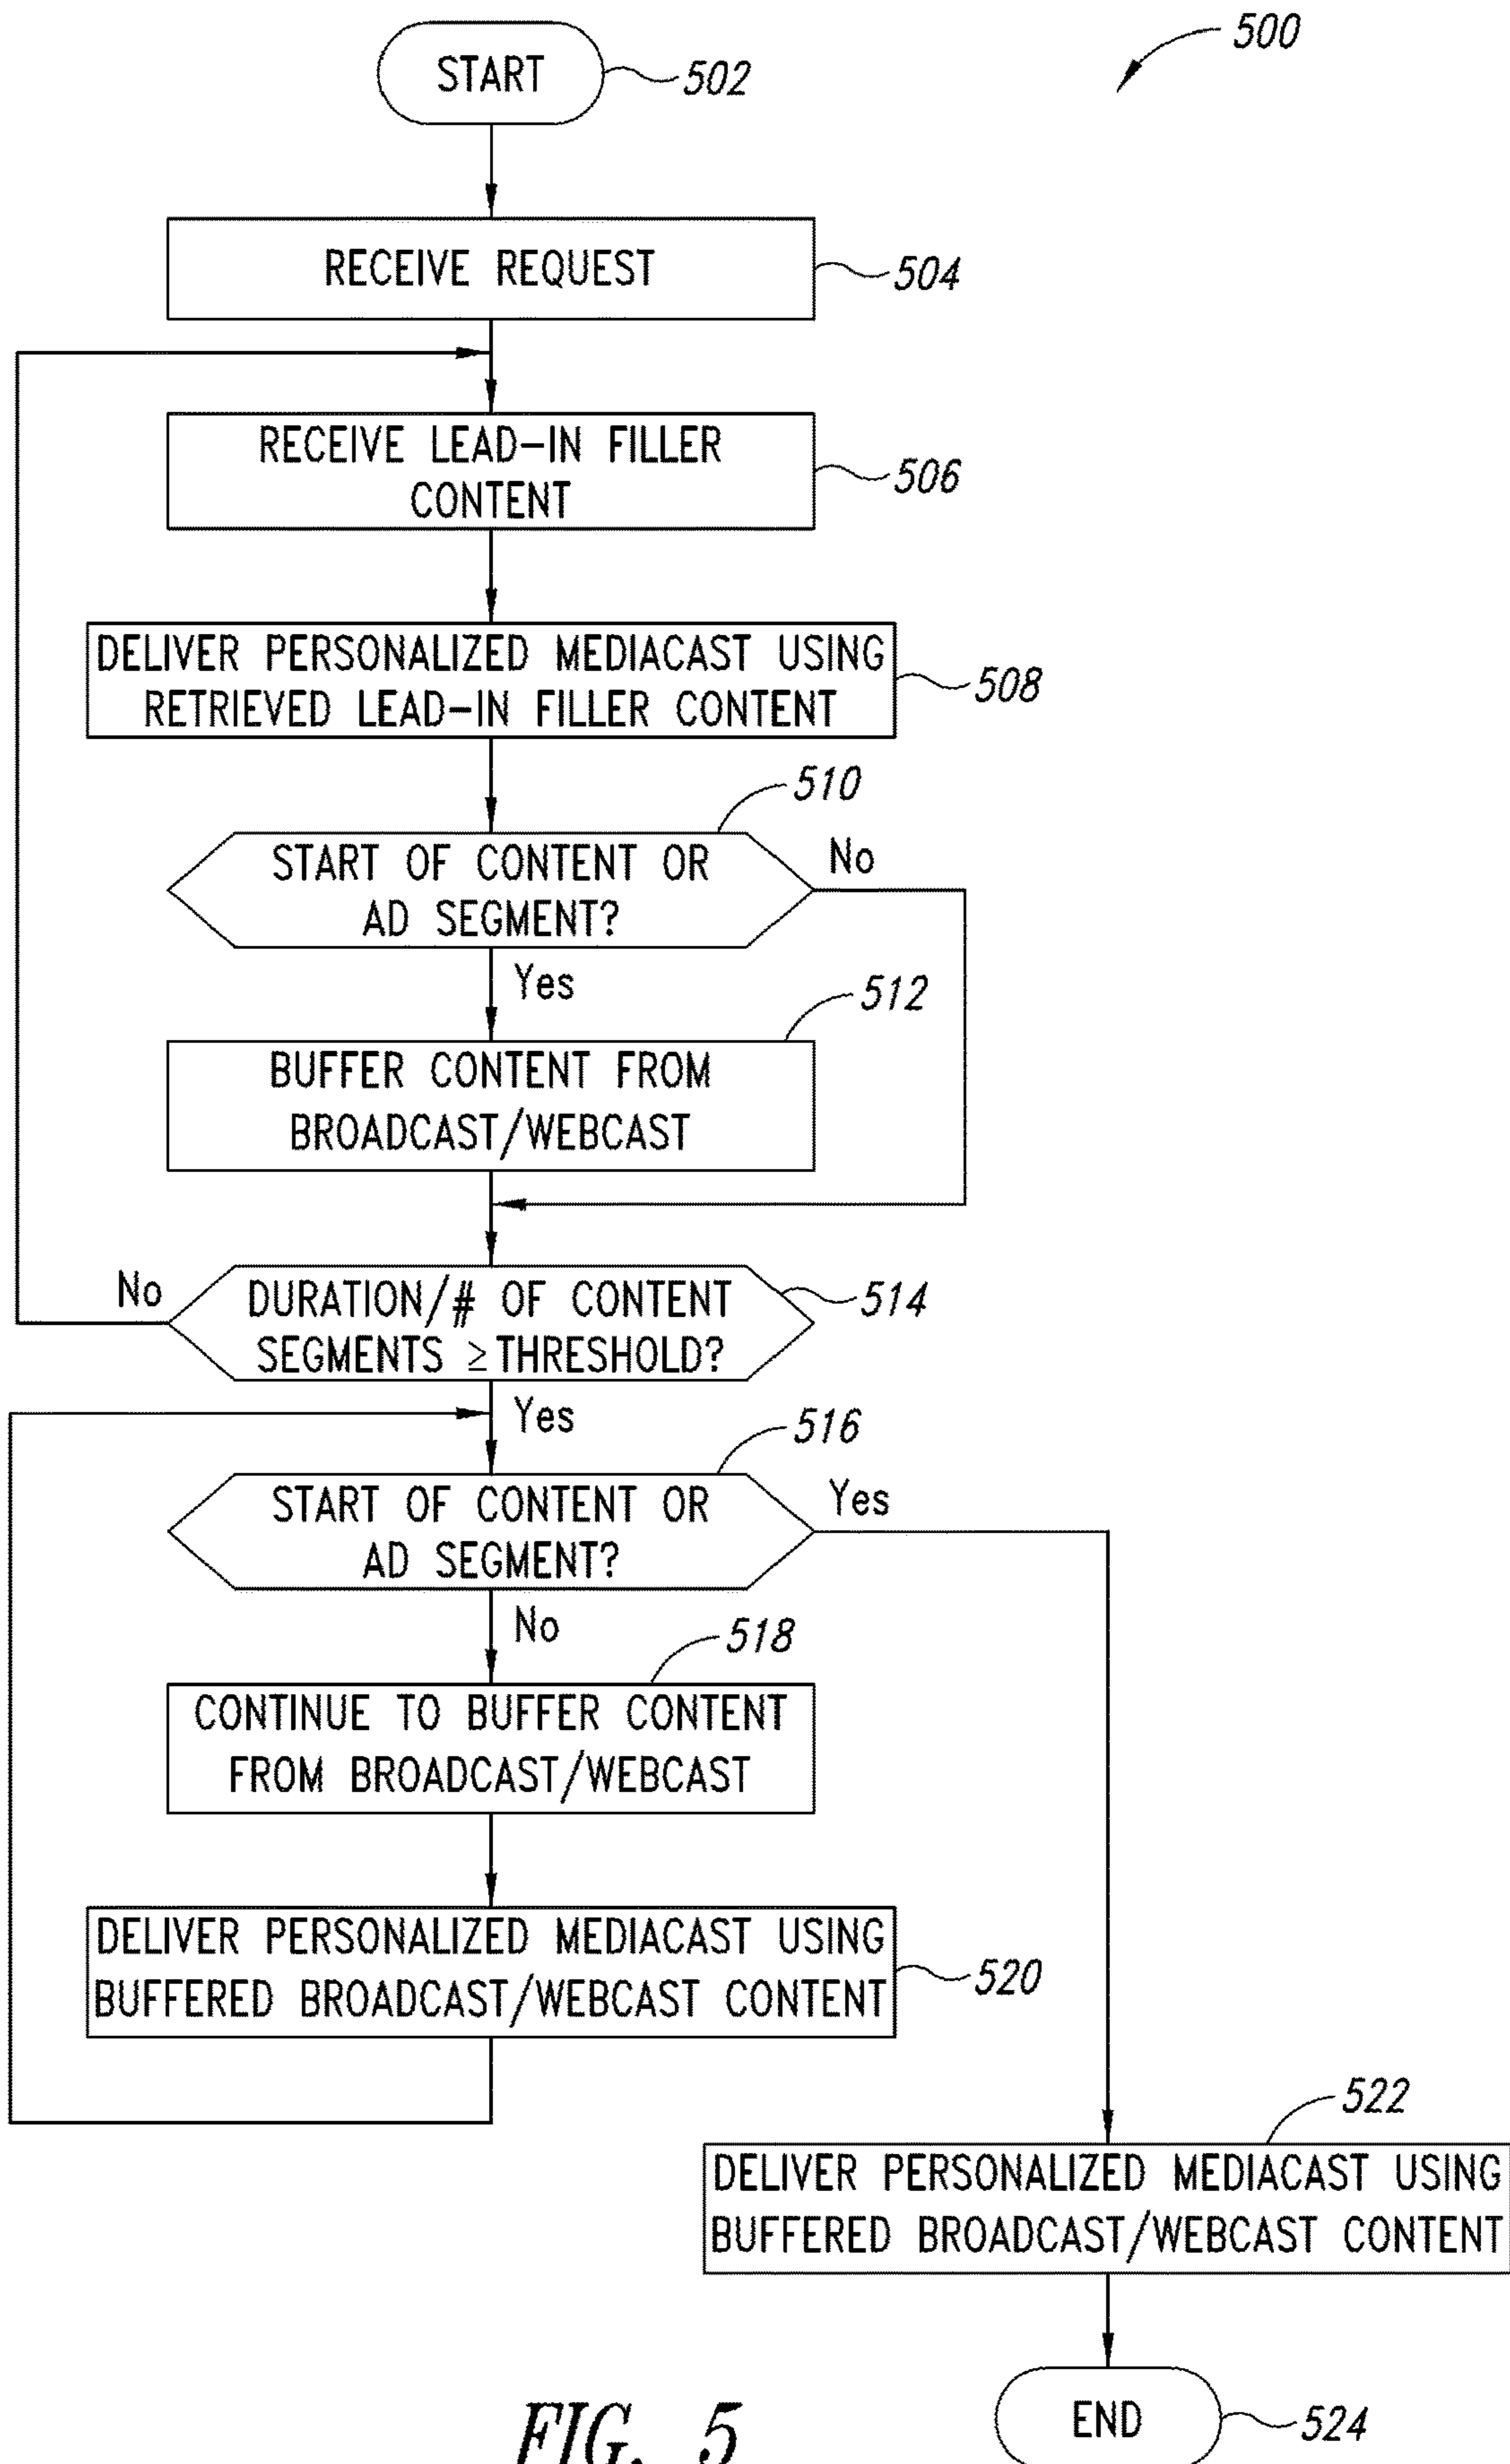 500
START
502
RECEIVE REQUEST
504
RECEIVE LEAD-IN FILLER
CONTENT
506
DELIVER PERSONALIZED MEDIACAST USING
RETRIEVED LEAD-IN FILLER CONTENT
508
510
START OF CONTENT OR
AD SEGMENT?
No
Yes
512
BUFFER CONTENT FROM
BROADCAST/WEBCAST
No
DURATION/# OF CONTENT
SEGMENTS ≥ THRESHOLD?
514
Yes
516
START OF CONTENT OR
AD SEGMENT?
Yes
No
518
CONTINUE TO BUFFER CONTENT
FROM BROADCAST/WEBCAST
DELIVER PERSONALIZED MEDIACAST USING
BUFFERED BROADCAST/WEBCAST CONTENT
520
522
DELIVER PERSONALIZED MEDIACAST USING
BUFFERED BROADCAST/WEBCAST CONTENT
END
524
FIG. 5